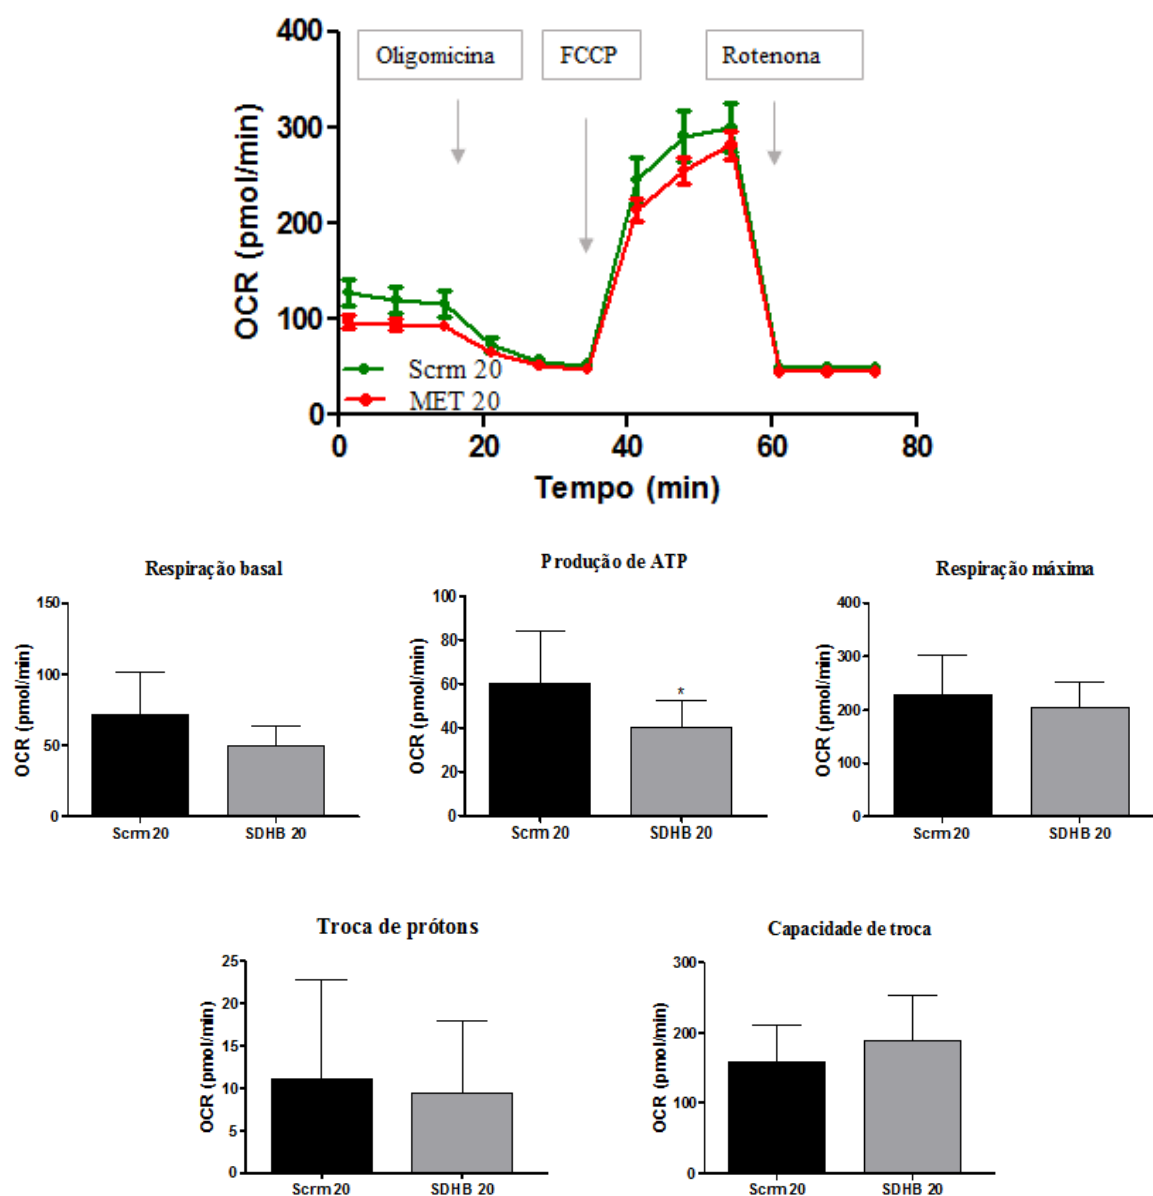 400
300
200
100
0
OCR (pmol/min)
Oligomicina
FCCP
Rotenona
Scrm 20
MET 20
0 20 40 60 80
Tempo (min)
Respiração basal
150
100
50
0
OCR (pmol/min)
Scrm 20 SDHB 20
Produção de ATP
100
80
60
40
20
0
OCR (pmol/min)
*
Scrm 20 SDHB 20
Respiração máxima
400
300
200
100
0
OCR (pmol/min)
Scrm 20 SDHB 20
Troca de prótons
25
20
15
10
5
0
OCR (pmol/min)
Scrm 20 SDHB 20
Capacidade de troca
300
200
100
0
OCR (pmol/min)
Scrm 20 SDHB 20